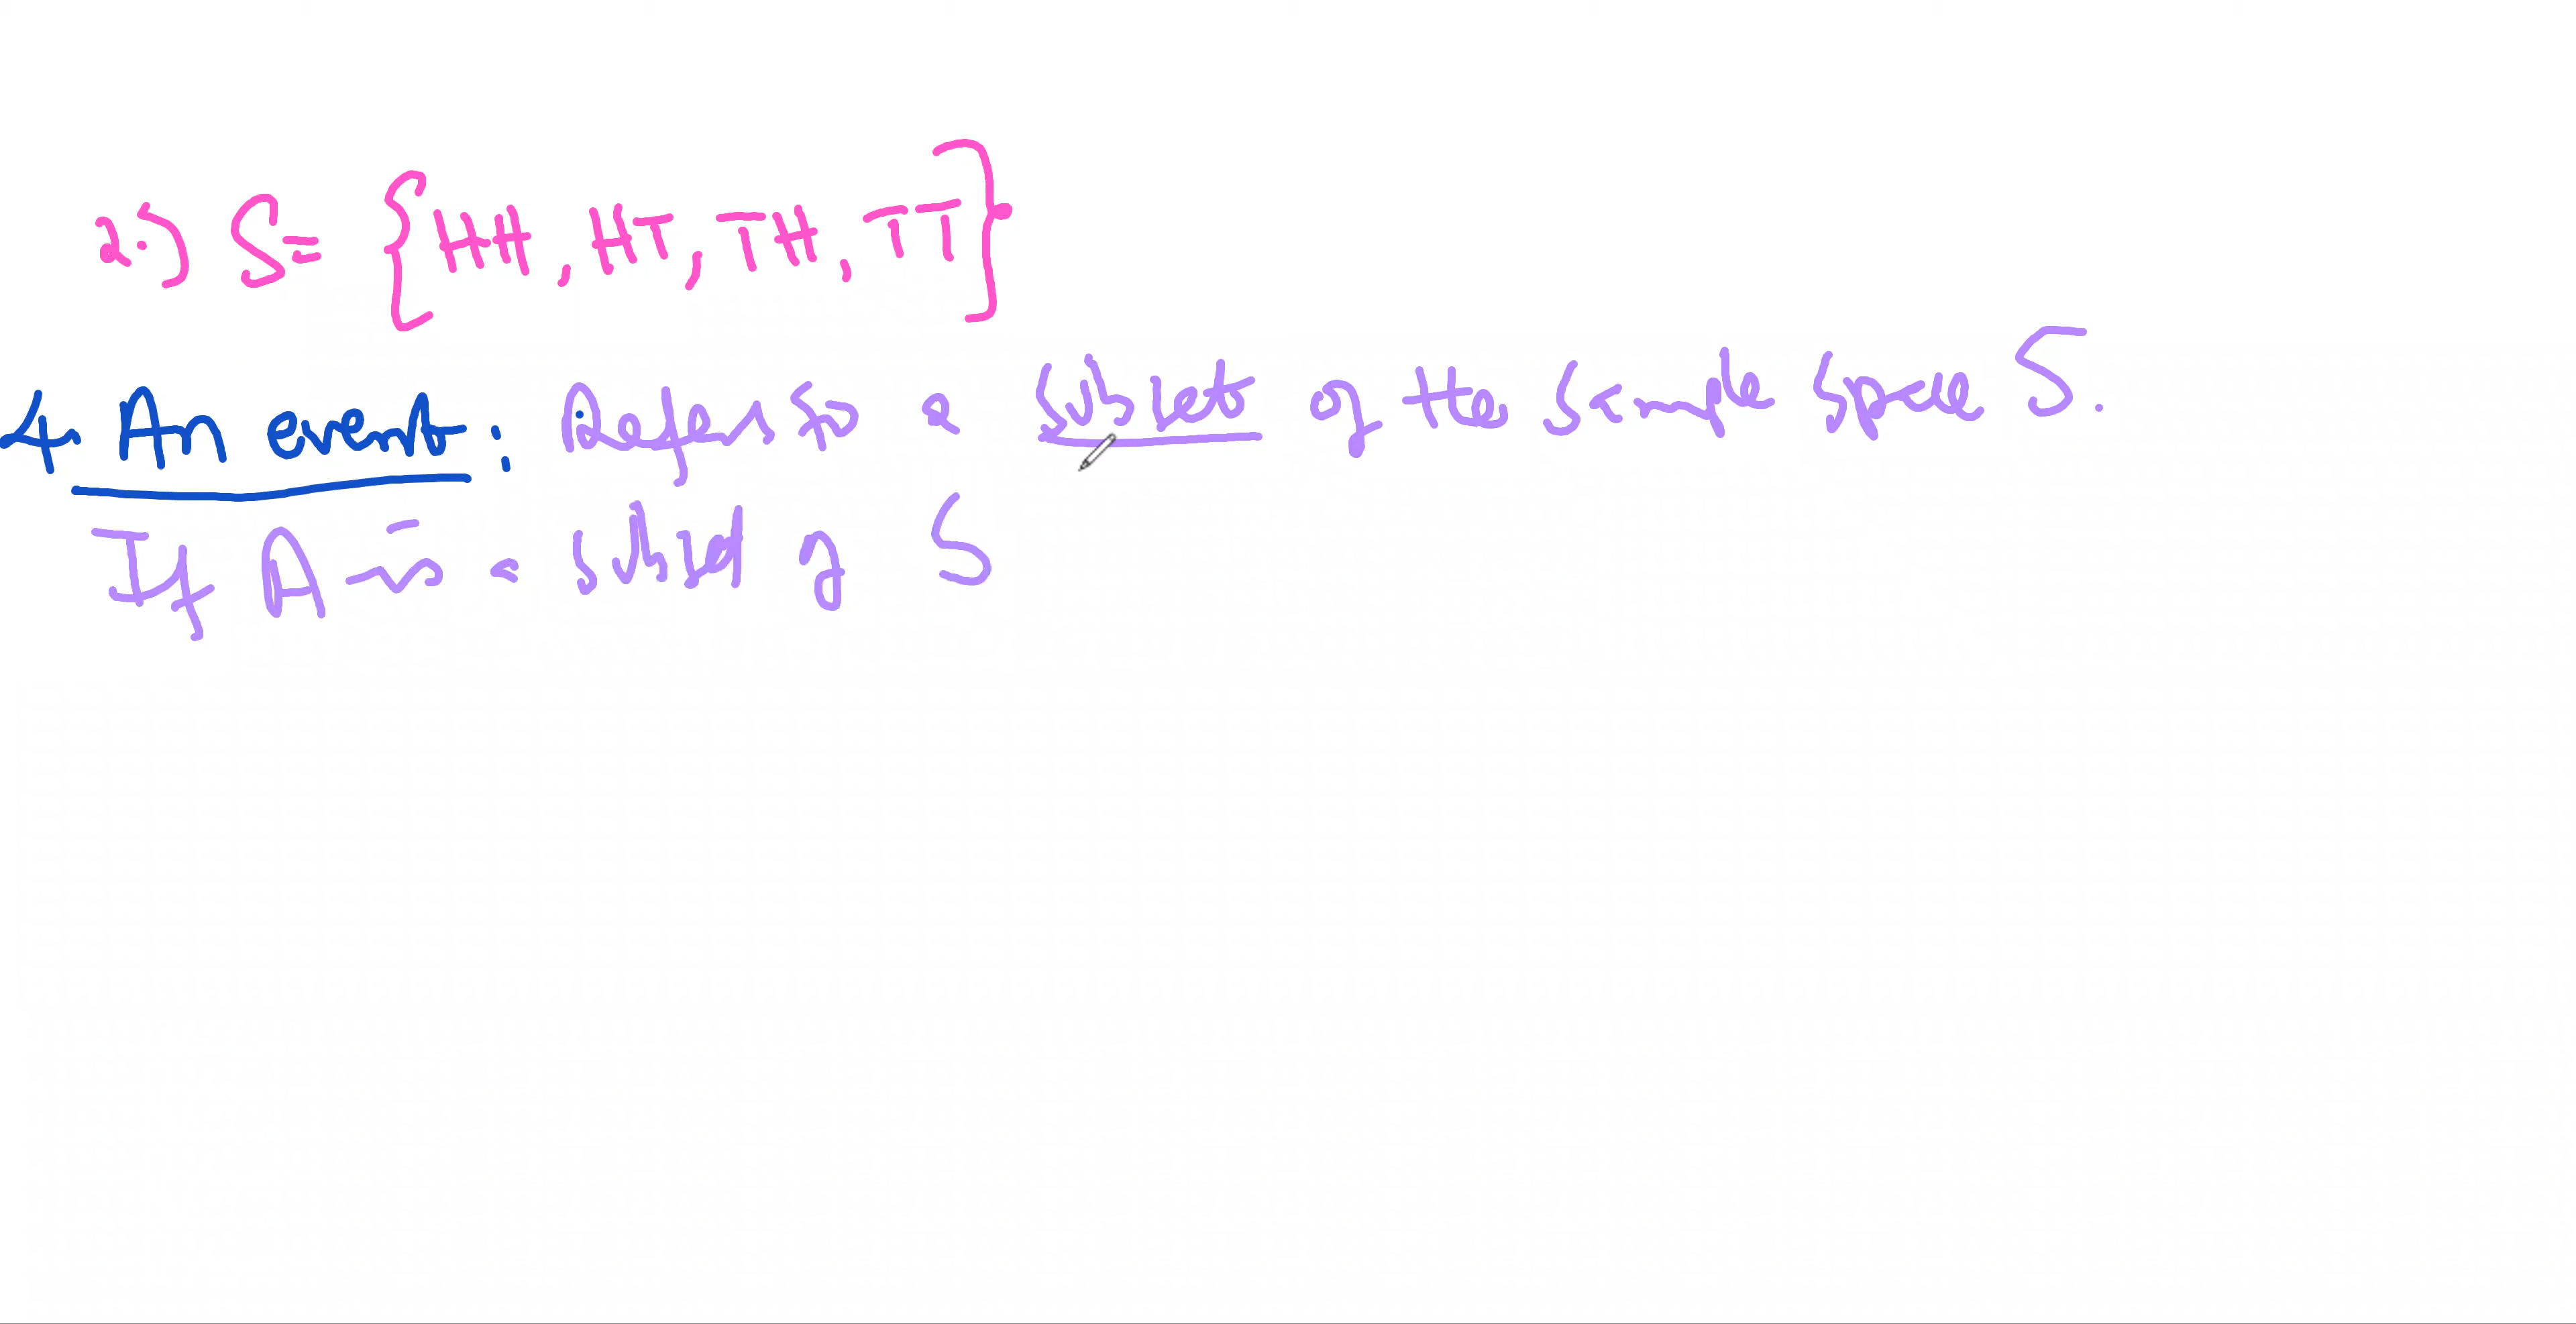 2.) S= {HH, HT, TH, TT}
4. An event: Refers to a subset of the sample space S.
If A is a subset of S